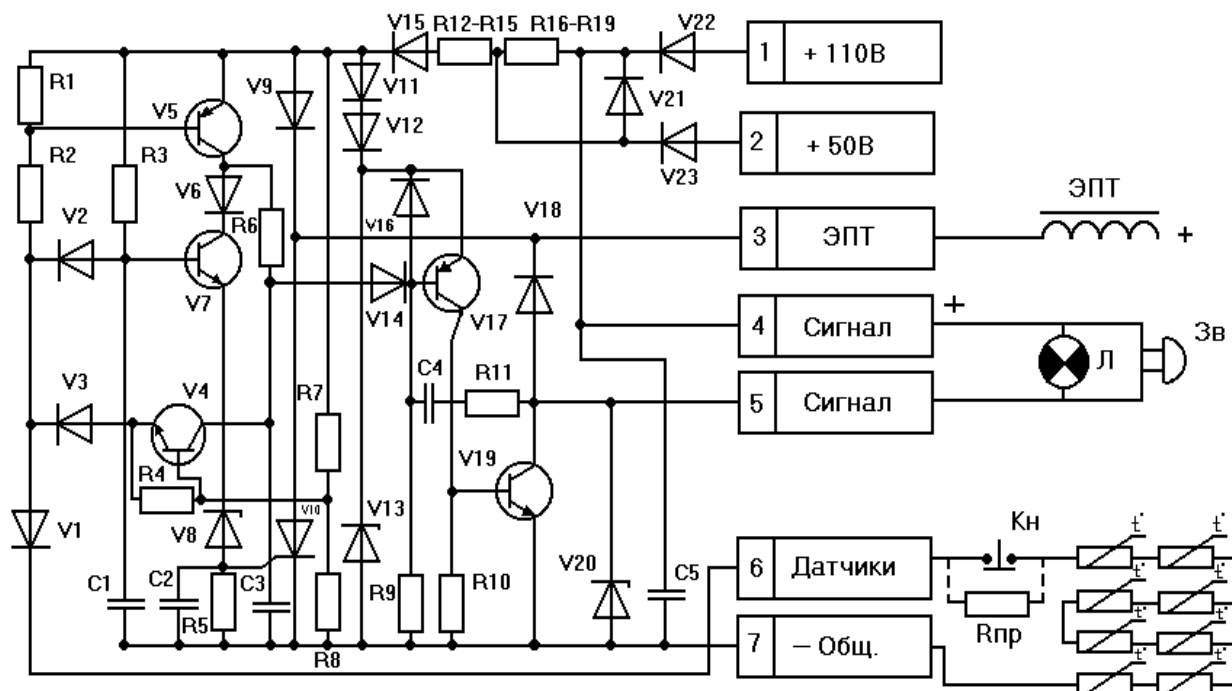 V15 R12-R15 R16-R19 V22
1 + 110В
R1 V5 V9 V11 V21
V12 2 + 50В
R2 R3 V6 R6 V16 V18 V23 ЭПТ
V2 3 ЭПТ +
V7 V14 V17 4 Сигнал + Зв
V3 V4 R7 C4 R11 5 Сигнал Л
R4 V19
V1 V8 V10 V13 Кн t° t°
C1 C2 C3 R9 R10 V20 C5 6 Датчики t° t°
R5 Rпр t° t°
R8 7 – Общ. t° t°